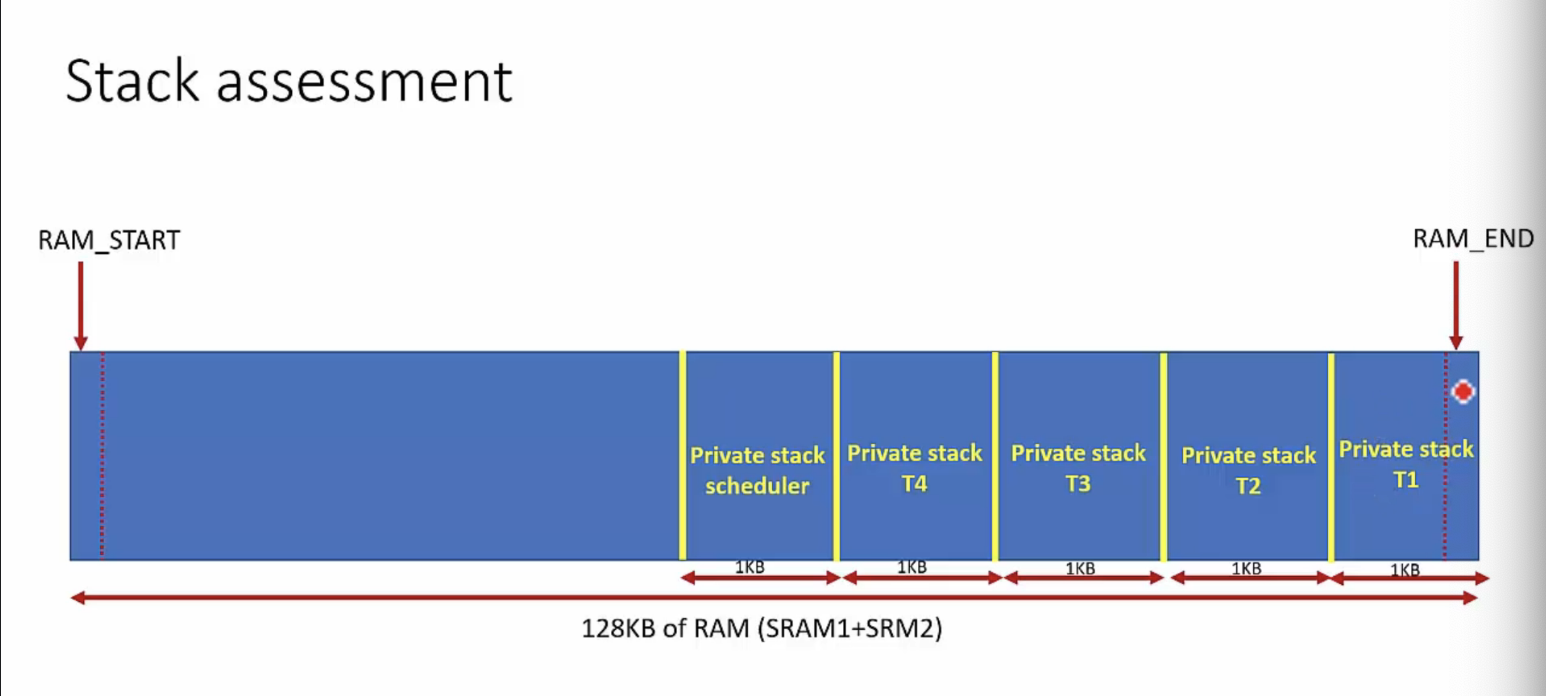 Stack assessment
RAM_START
RAM_END
Private stack
scheduler
Private stack
T4
Private stack
T3
Private stack
T2
Private stack
T1
1KB
1KB
1KB
1KB
1KB
128KB of RAM (SRAM1+SRM2)